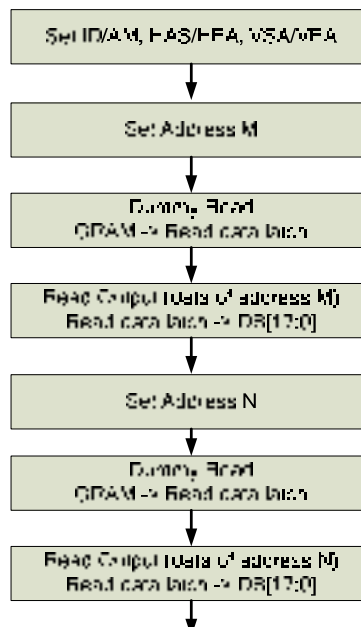 Set ID/AM, HAS/HEA, VSA/VEA
Set Address M
Dummy Read
GRAM -> Read data latch
Read Output (data of address M)
Read data latch -> DB[17:0]
Set Address N
Dummy Read
GRAM -> Read data latch
Read Output (data of address N)
Read data latch -> DB[17:0]